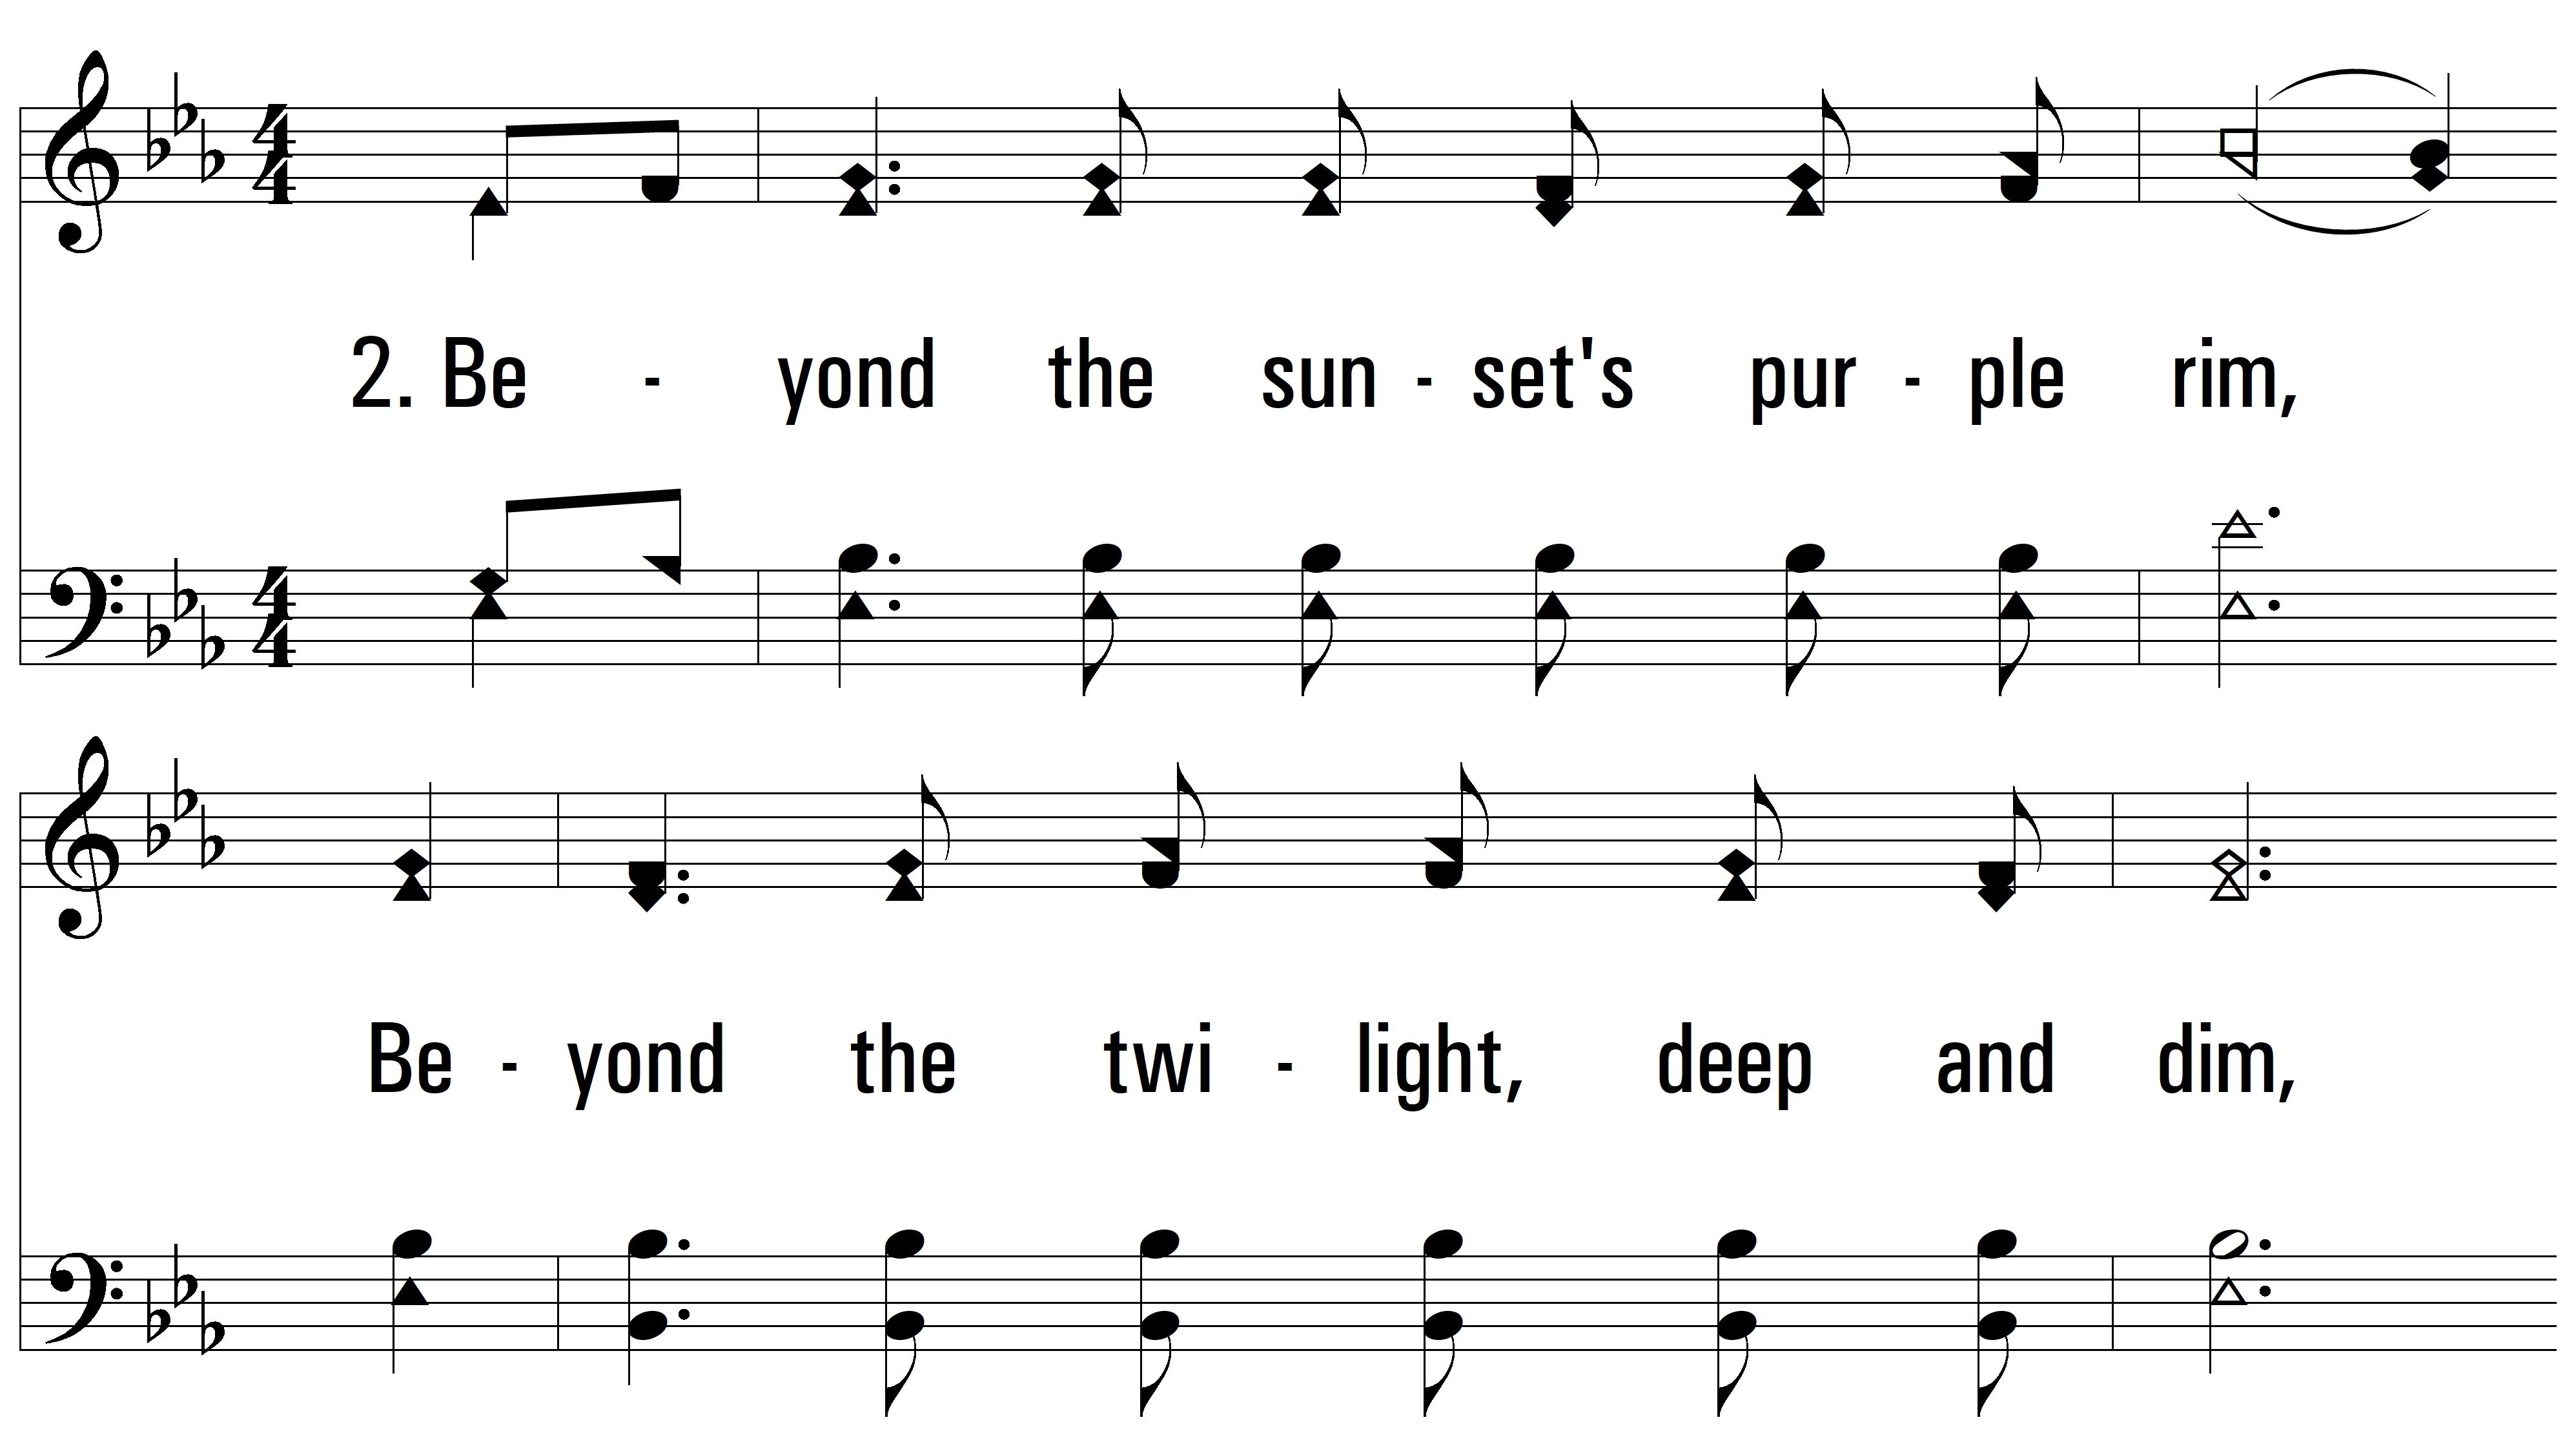 2. Be - yond the sun - set's pur - ple rim,
Be - yond the twi - light, deep and dim,